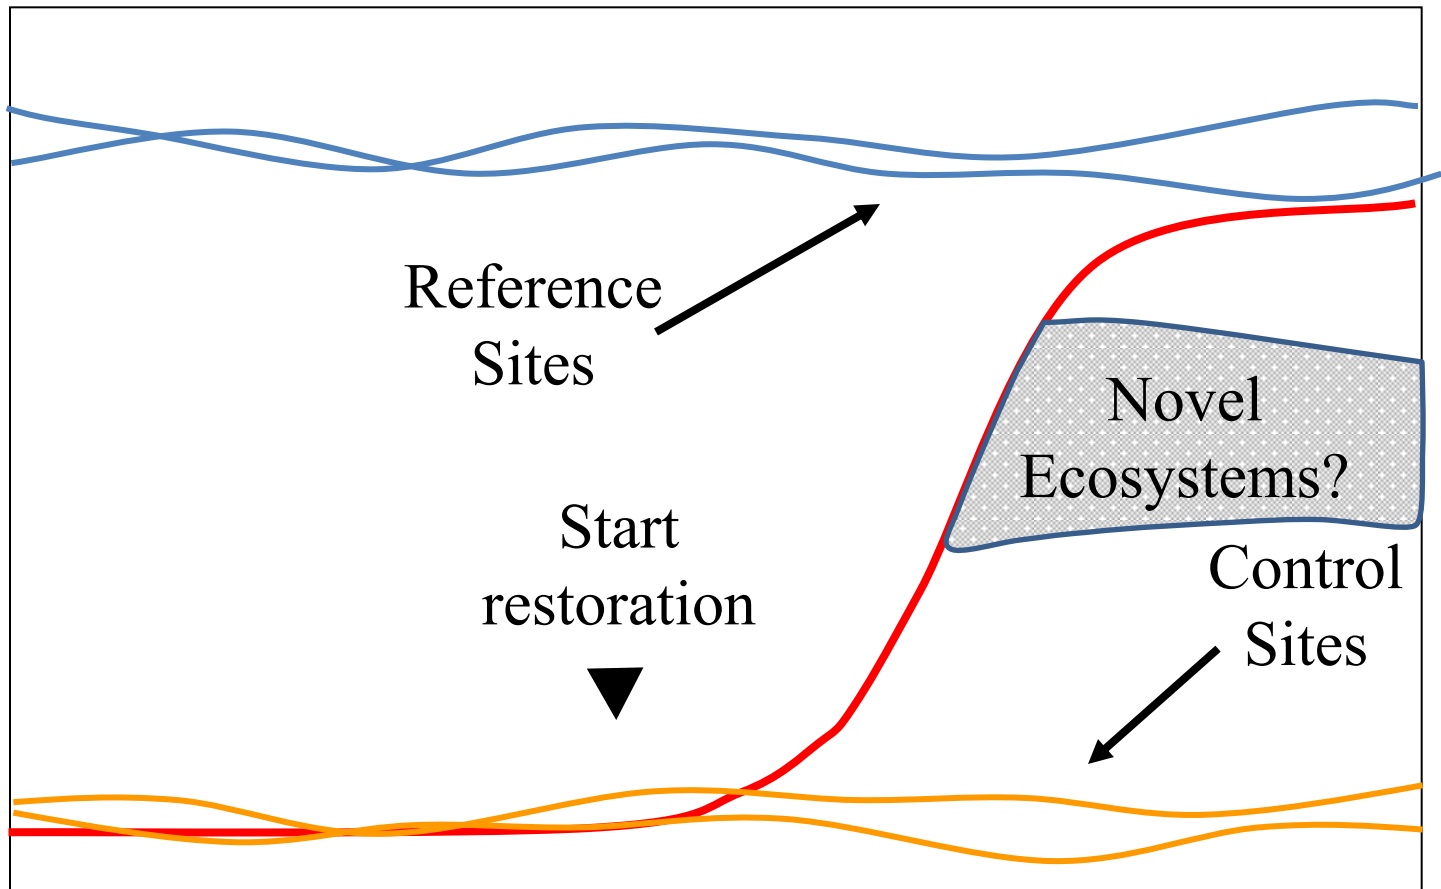 Reference
Sites
Novel
Ecosystems?
Start
restoration
Control
Sites